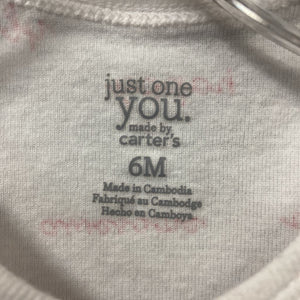 just one
you.
made by
carter's
6M
Made in Cambodia
Fabriqué au Cambodge
Hecho en Camboya